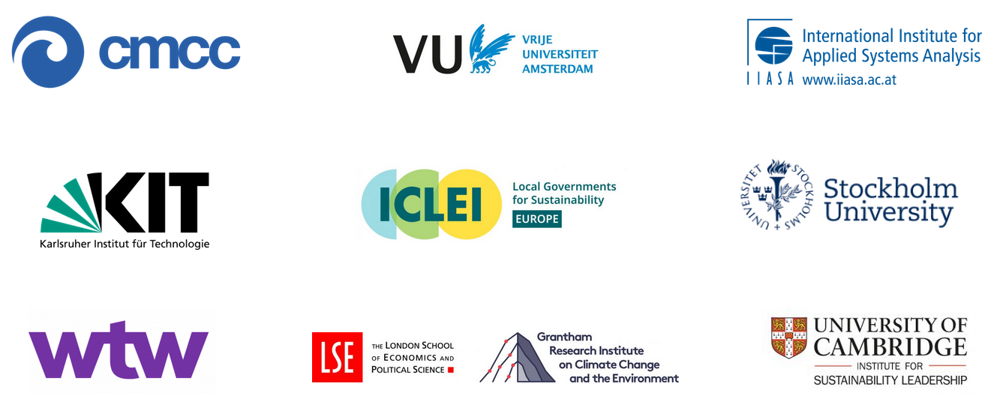 cmcc
VU
VRIJE
UNIVERSITEIT
AMSTERDAM
International Institute for
Applied Systems Analysis
IIASA www.iiasa.ac.at
KIT
Karlsruher Institut für Technologie
ICLEI
Local Governments
for Sustainability
EUROPE
STOCKHOLMS UNIVERSITET
Stockholm
University
wtw
LSE
THE LONDON SCHOOL
OF ECONOMICS AND
POLITICAL SCIENCE
Grantham
Research Institute
on Climate Change
and the Environment
UNIVERSITY OF
CAMBRIDGE
INSTITUTE FOR
SUSTAINABILITY LEADERSHIP